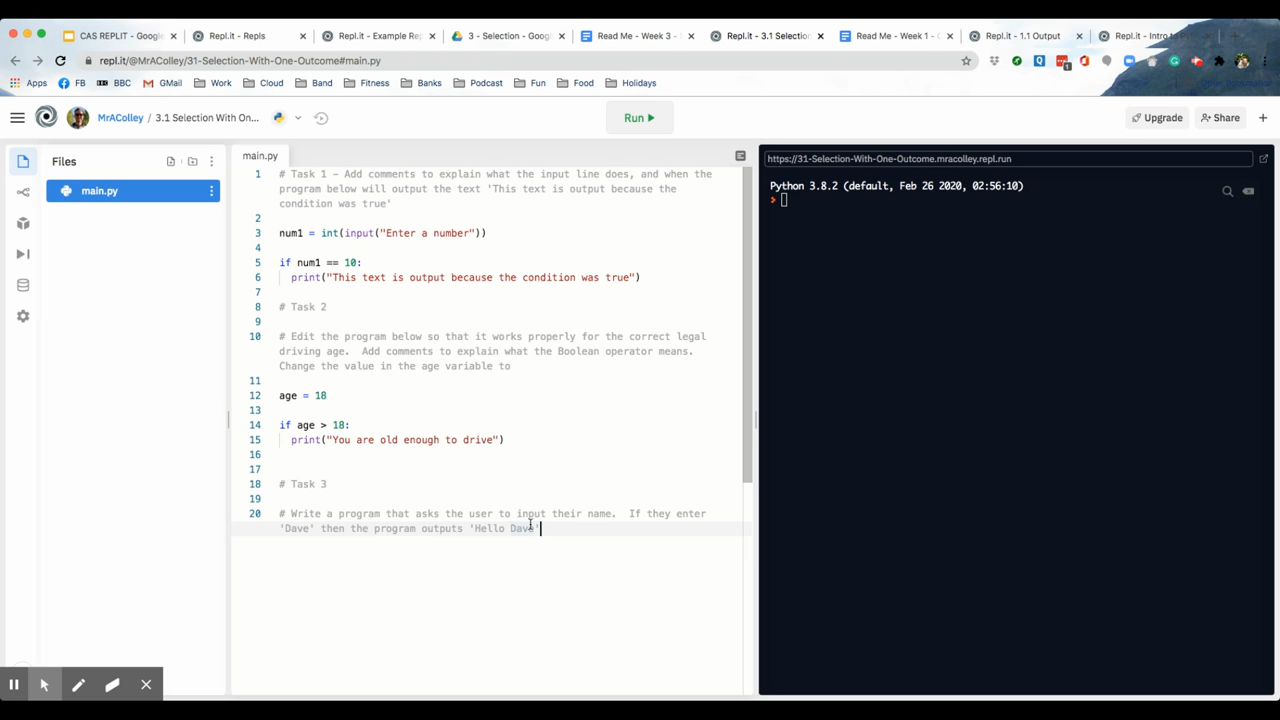 CAS REPLIT - Google
Repl.it - Repls
Repl.it - Example Re
3 - Selection - Goog
Read Me - Week 3 -
Repl.it - 3.1 Selection
Read Me - Week 1 -
Repl.it - 1.1 Output
Repl.it - Intro to
repl.it/@MrAColley/31-Selection-With-One-Outcome#main.py
Apps
FB
BBC
GMail
Work
Cloud
Band
Fitness
Banks
Podcast
Fun
Food
Holidays
MrAColley / 3.1 Selection With On...
Run
Upgrade
Share
Files
main.py
main.py
1 # Task 1 - Add comments to explain what the input line does, and when the
program below will output the text 'This text is output because the
condition was true'
2
3 num1 = int(input("Enter a number"))
4
5 if num1 == 10:
6 print("This text is output because the condition was true")
7
8 # Task 2
9
10 # Edit the program below so that it works properly for the correct legal
driving age.  Add comments to explain what the Boolean operator means.
Change the value in the age variable to
11
12 age = 18
13
14 if age > 18:
15 print("You are old enough to drive")
16
17
18 # Task 3
19
20 # Write a program that asks the user to input their name.  If they enter
'Dave' then the program outputs 'Hello Dave'
https://31-Selection-With-One-Outcome.mracolley.repl.run
Python 3.8.2 (default, Feb 26 2020, 02:56:10)